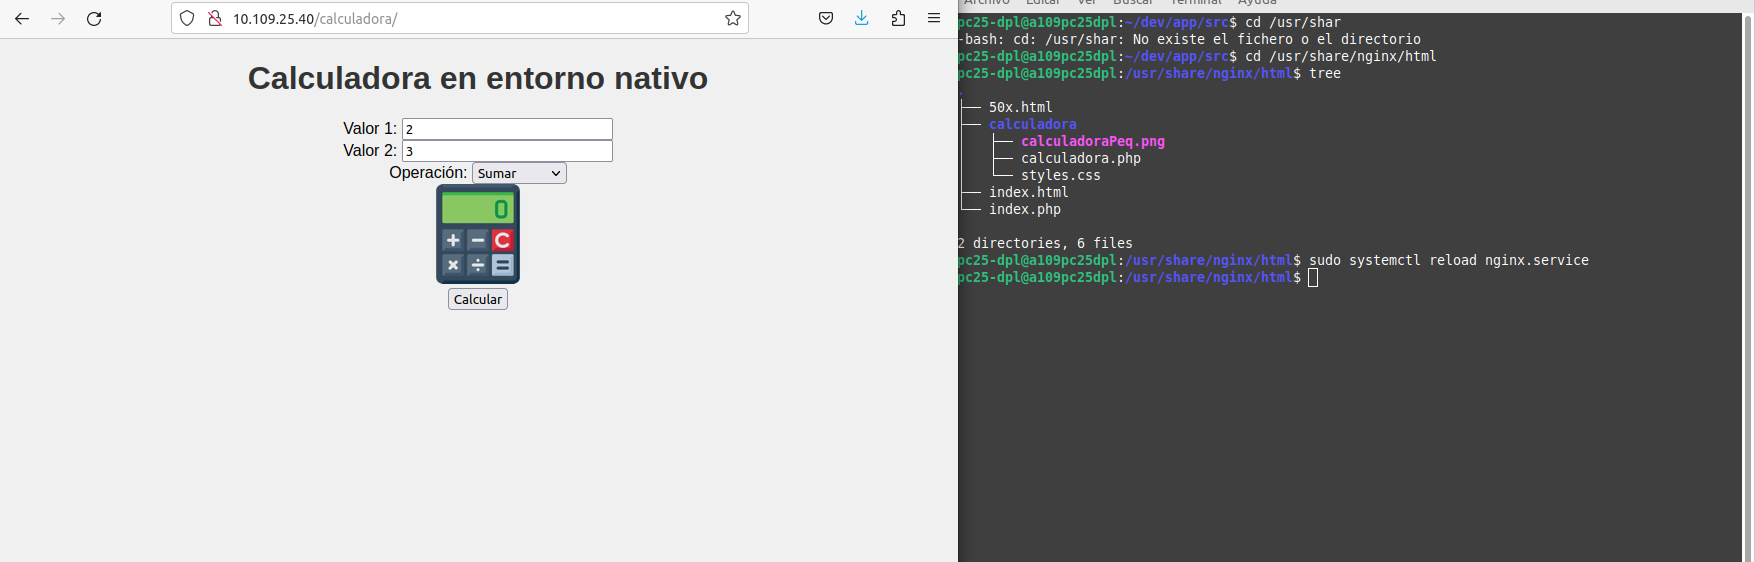 10.109.25.40/calculadora/
Calculadora en entorno nativo
Valor 1: 2
Valor 2: 3
Operación: Sumar
0
+ − C
× ÷ =
Calcular
Archivo Editar Ver Buscar Terminal Ayuda
pc25-dpl@a109pc25dpl:~/dev/app/src$ cd /usr/shar
-bash: cd: /usr/shar: No existe el fichero o el directorio
pc25-dpl@a109pc25dpl:~/dev/app/src$ cd /usr/share/nginx/html
pc25-dpl@a109pc25dpl:/usr/share/nginx/html$ tree
.
├── 50x.html
├── calculadora
│   ├── calculadoraPeq.png
│   ├── calculadora.php
│   └── styles.css
├── index.html
└── index.php
2 directories, 6 files
pc25-dpl@a109pc25dpl:/usr/share/nginx/html$ sudo systemctl reload nginx.service
pc25-dpl@a109pc25dpl:/usr/share/nginx/html$